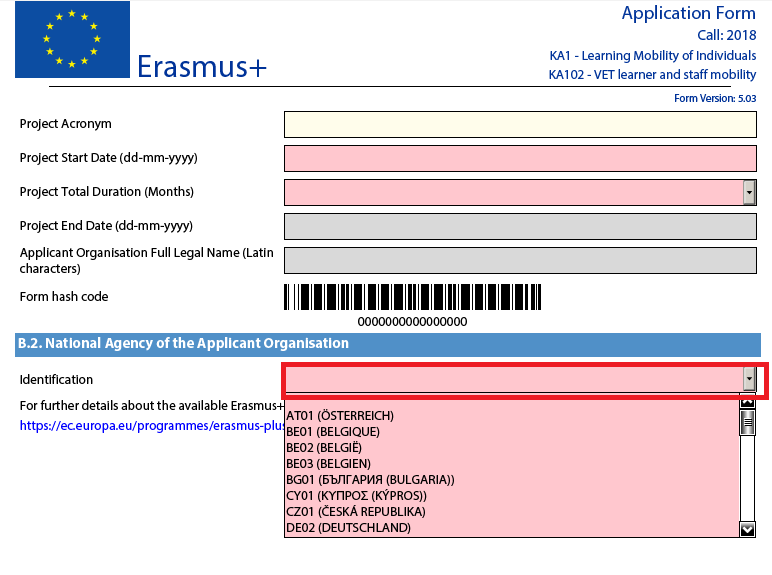 Application Form
Call: 2018
Erasmus+
KA1 - Learning Mobility of Individuals
KA102 - VET learner and staff mobility
Form Version: 5.03
Project Acronym
Project Start Date (dd-mm-yyyy)
Project Total Duration (Months)
Project End Date (dd-mm-yyyy)
Applicant Organisation Full Legal Name (Latin
characters)
Form hash code
0000000000000000
B.2. National Agency of the Applicant Organisation
Identification
For further details about the available Erasmus+
https://ec.europa.eu/programmes/erasmus-plus
AT01 (ÖSTERREICH)
BE01 (BELGIQUE)
BE02 (BELGIË)
BE03 (BELGIEN)
BG01 (БЪЛГАРИЯ (BULGARIA))
CY01 (ΚΥΠΡΟΣ (KÝPROS))
CZ01 (ČESKÁ REPUBLIKA)
DE02 (DEUTSCHLAND)